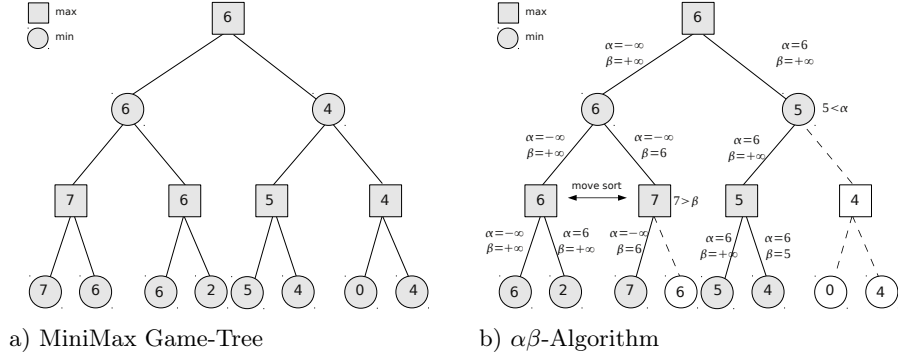 max
min
6
6 4
7 6 5 4
7 6 6 2 5 4 0 4
a) MiniMax Game-Tree
max
min
6
α=−∞
β=+∞
α=6
β=+∞
6 5 5<α
α=−∞
β=+∞
α=−∞
β=6
α=6
β=+∞
6 move sort 7 7>β 5 4
α=−∞
β=+∞
α=6
β=+∞
α=−∞
β=6
α=6
β=+∞
α=6
β=5
6 2 7 6 5 4 0 4
b) αβ-Algorithm